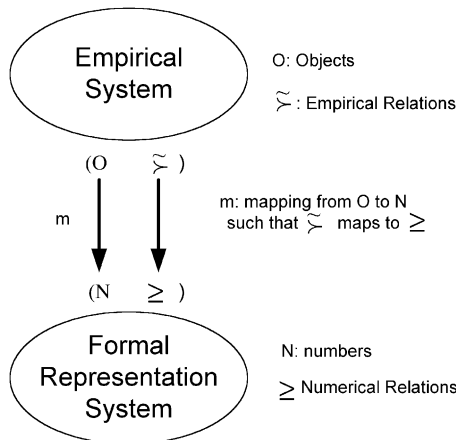 Empirical
System
O: Objects
≿ : Empirical Relations
(O ≿ )
m
m: mapping from O to N
such that ≿ maps to ≥
(N ≥ )
Formal
Representation
System
N: numbers
≥ Numerical Relations